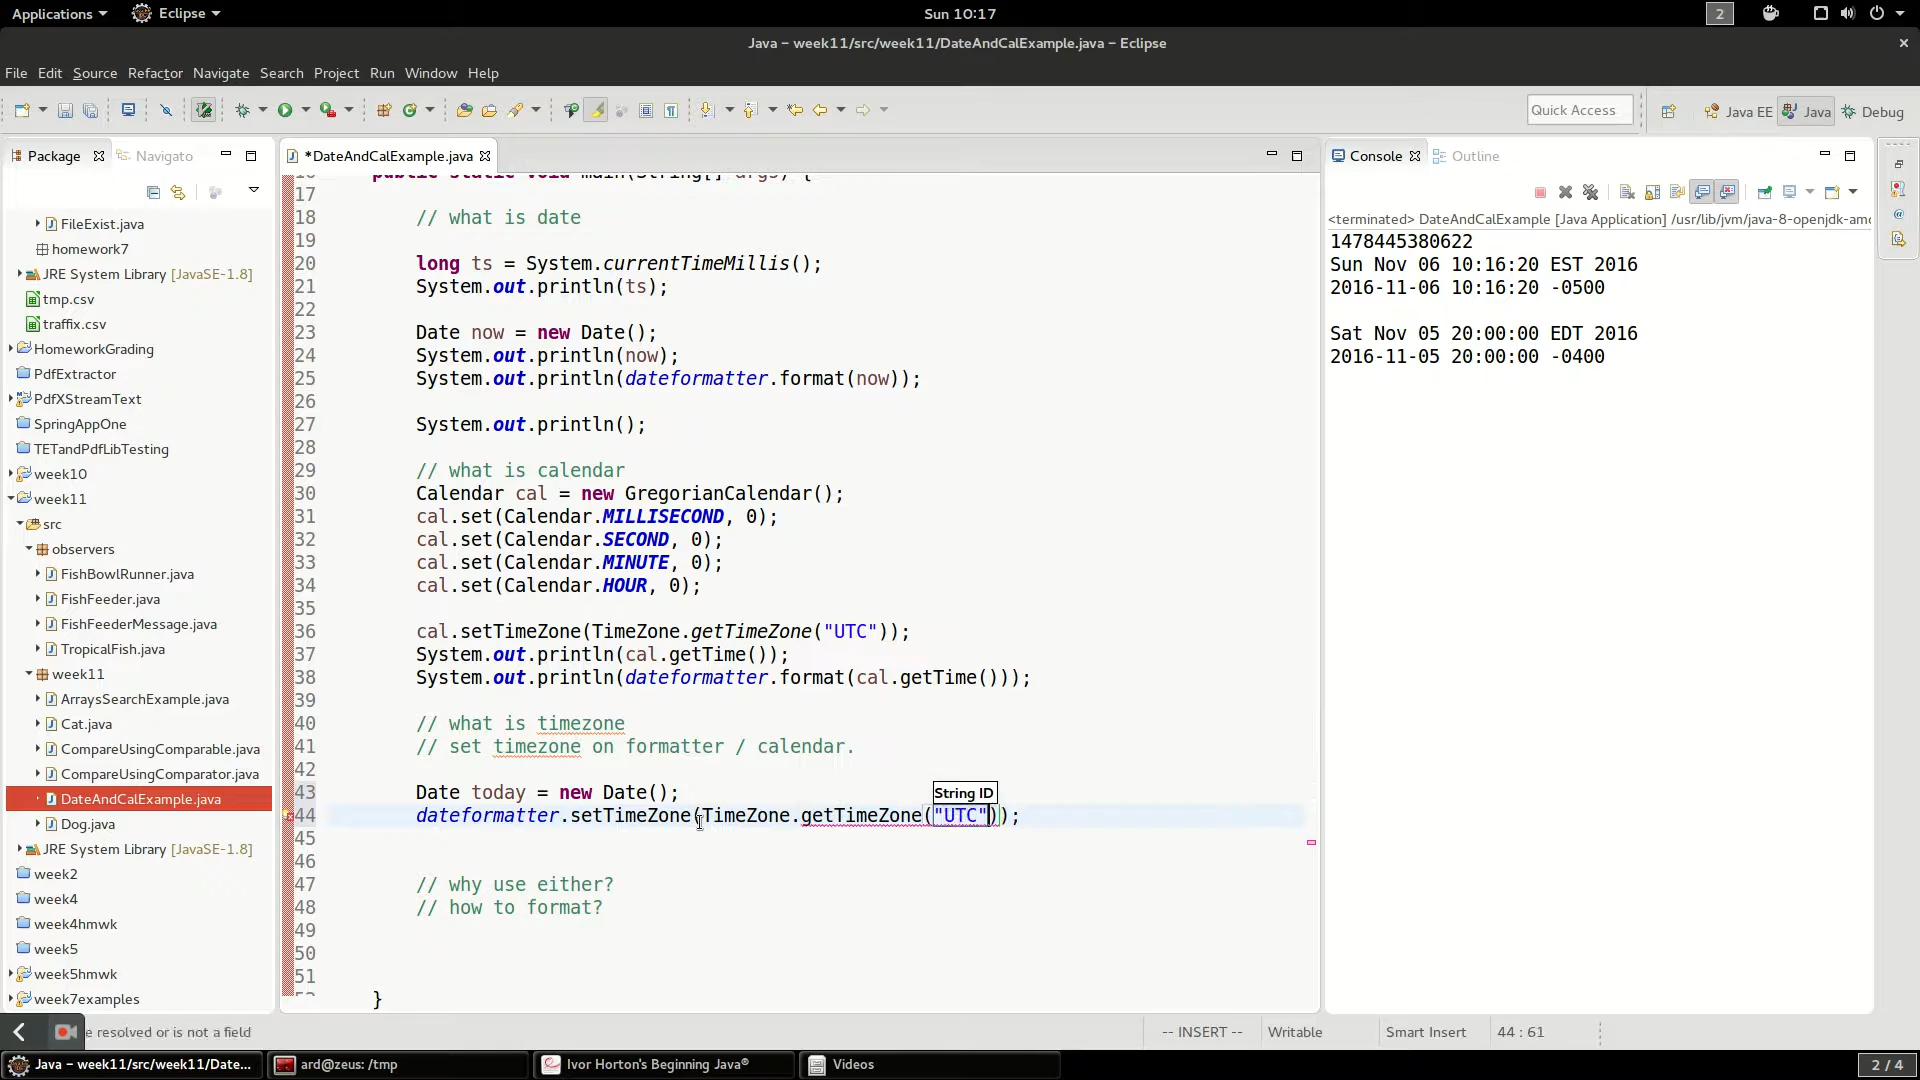 Applications
Eclipse
Sun 10:17
2
Java – week11/src/week11/DateAndCalExample.java – Eclipse
File Edit Source Refactor Navigate Search Project Run Window Help
Quick Access
Java EE
Java
Debug
Package
Navigato
*DateAndCalExample.java
Console
Outline
FileExist.java
homework7
JRE System Library [JavaSE-1.8]
tmp.csv
traffix.csv
HomeworkGrading
PdfExtractor
PdfXStreamText
SpringAppOne
TETandPdfLibTesting
week10
week11
src
observers
FishBowlRunner.java
FishFeeder.java
FishFeederMessage.java
TropicalFish.java
week11
ArraysSearchExample.java
Cat.java
CompareUsingComparable.java
CompareUsingComparator.java
DateAndCalExample.java
Dog.java
JRE System Library [JavaSE-1.8]
week2
week4
week4hmwk
week5
week5hmwk
week7examples
16 public static void main(String[] args) {
17
18 // what is date
19
20 long ts = System.currentTimeMillis();
21 System.out.println(ts);
22
23 Date now = new Date();
24 System.out.println(now);
25 System.out.println(dateformatter.format(now));
26
27 System.out.println();
28
29 // what is calendar
30 Calendar cal = new GregorianCalendar();
31 cal.set(Calendar.MILLISECOND, 0);
32 cal.set(Calendar.SECOND, 0);
33 cal.set(Calendar.MINUTE, 0);
34 cal.set(Calendar.HOUR, 0);
35
36 cal.setTimeZone(TimeZone.getTimeZone("UTC"));
37 System.out.println(cal.getTime());
38 System.out.println(dateformatter.format(cal.getTime()));
39
40 // what is timezone
41 // set timezone on formatter / calendar.
42
43 Date today = new Date();
String ID
44 dateformatter.setTimeZone(TimeZone.getTimeZone("UTC"));
45
46
47 // why use either?
48 // how to format?
49
50
51
}
<terminated> DateAndCalExample [Java Application] /usr/lib/jvm/java-8-openjdk-amd
1478445380622
Sun Nov 06 10:16:20 EST 2016
2016-11-06 10:16:20 -0500
Sat Nov 05 20:00:00 EDT 2016
2016-11-05 20:00:00 -0400
e resolved or is not a field
-- INSERT --
Writable
Smart Insert
44 : 61
Java – week11/src/week11/Date...
ard@zeus: /tmp
Ivor Horton's Beginning Java®
Videos
2 / 4